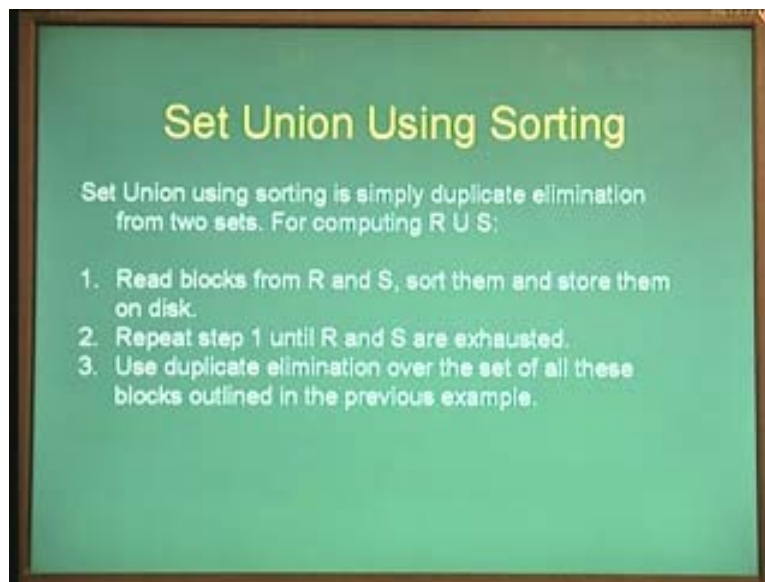 Set Union Using Sorting
Set Union using sorting is simply duplicate elimination
from two sets. For computing R U S:
1. Read blocks from R and S, sort them and store them
on disk.
2. Repeat step 1 until R and S are exhausted.
3. Use duplicate elimination over the set of all these
blocks outlined in the previous example.